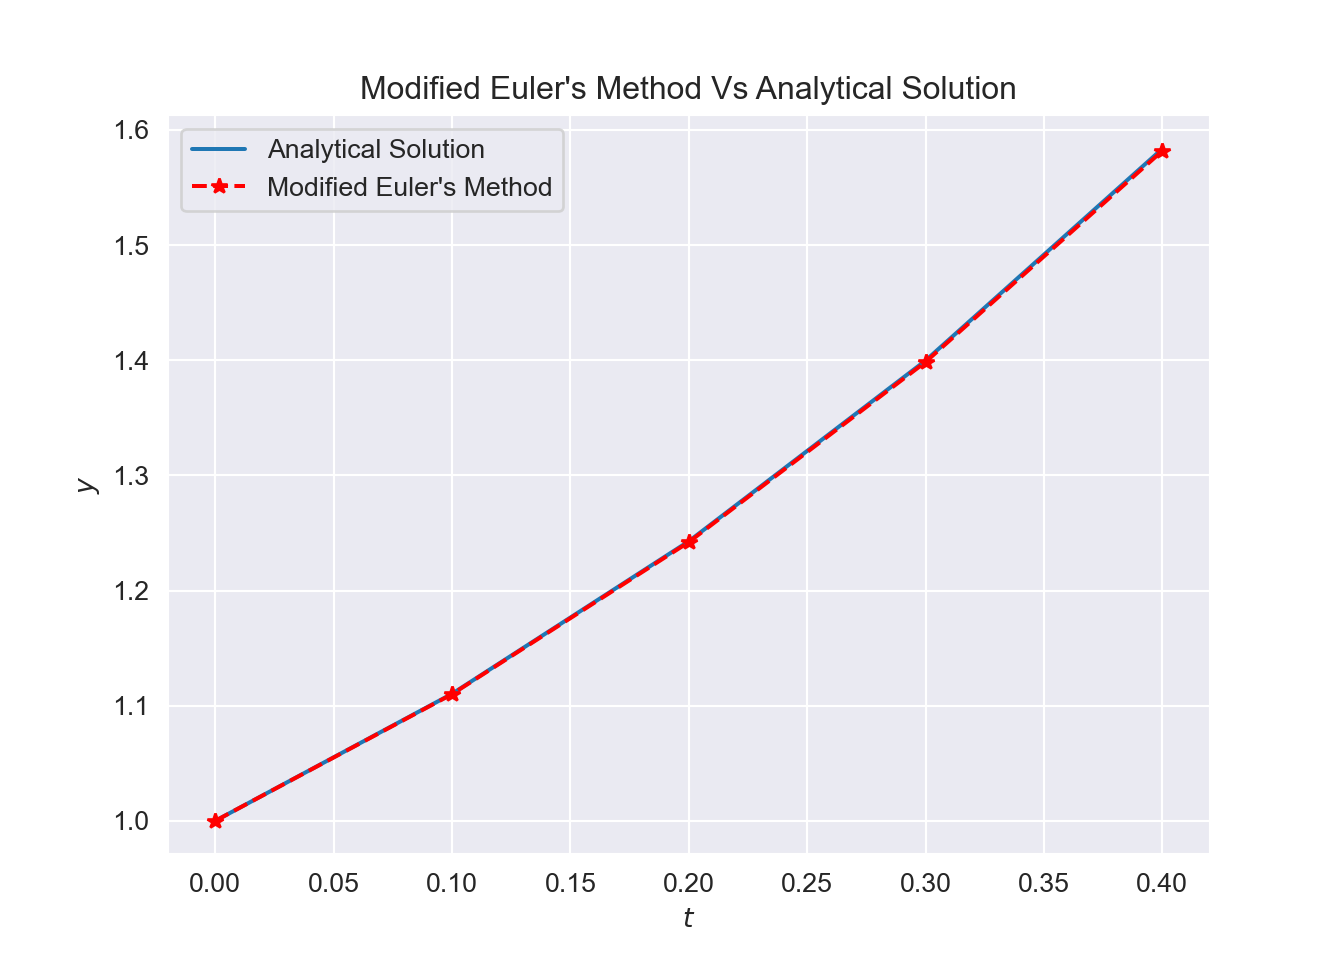 Modified Euler's Method Vs Analytical Solution
Analytical Solution
Modified Euler's Method
1.6
1.5
1.4
1.3
1.2
1.1
1.0
y
0.00 0.05 0.10 0.15 0.20 0.25 0.30 0.35 0.40
t